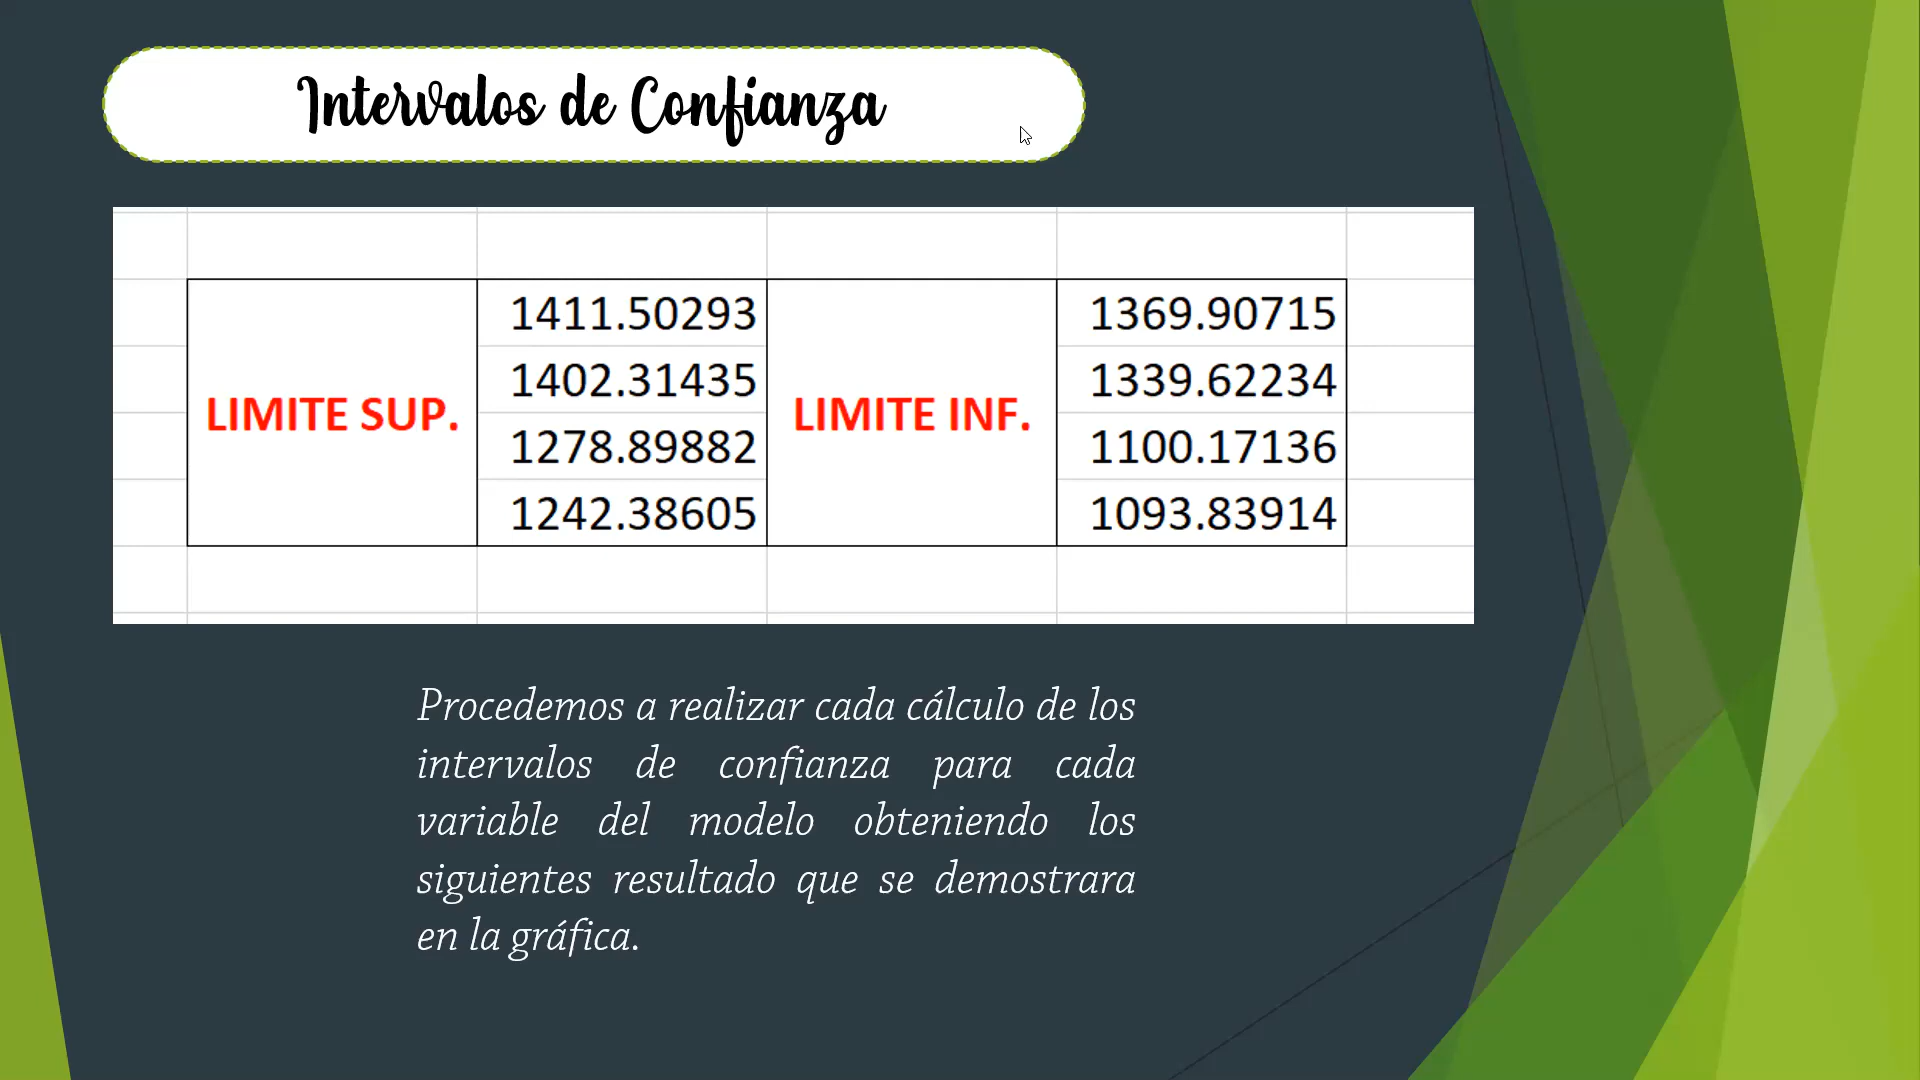 Intervalos de Confianza
LIMITE SUP. 1411.50293 LIMITE INF. 1369.90715
1402.31435 1339.62234
1278.89882 1100.17136
1242.38605 1093.83914
Procedemos a realizar cada cálculo de los
intervalos de confianza para cada
variable del modelo obteniendo los
siguientes resultado que se demostrara
en la gráfica.